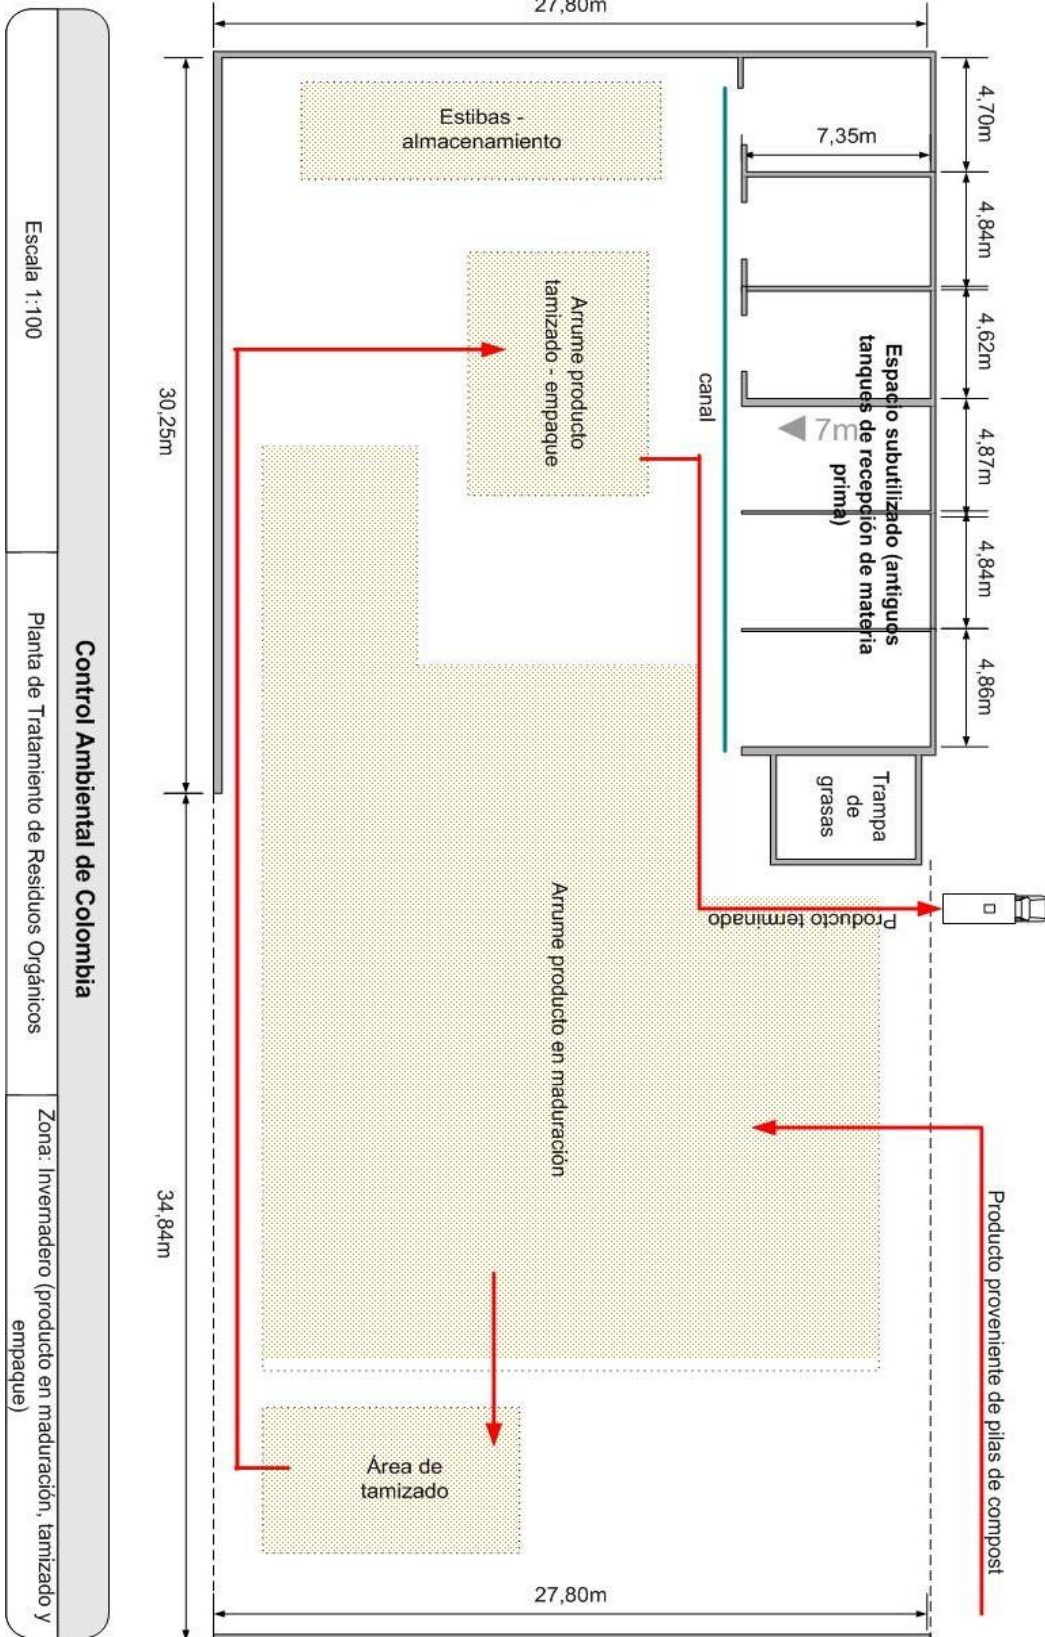 27,80m
4,70m
7,35m
4,84m
4,62m
4,87m
4,84m
4,86m
Estibas -
almacenamiento
Arrume producto
tamizado - empaque
canal
Espacio subutilizado (antiguos
tanques de recepción de materia
prima)
7m
30,25m
Trampa
de
grasas
Producto terminado
Arrume producto en maduración
34,84m
Producto proveniente de pilas de compost
Área de
tamizado
27,80m
Control Ambiental de Colombia
Escala 1:100
Planta de Tratamiento de Residuos Orgánicos
Zona: Invernadero (producto en maduración, tamizado y
empaque)